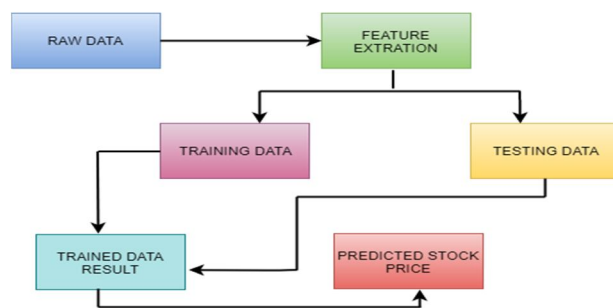 RAW DATA
FEATURE
EXTRATION
TRAINING DATA
TESTING DATA
TRAINED DATA
RESULT
PREDICTED STOCK
PRICE